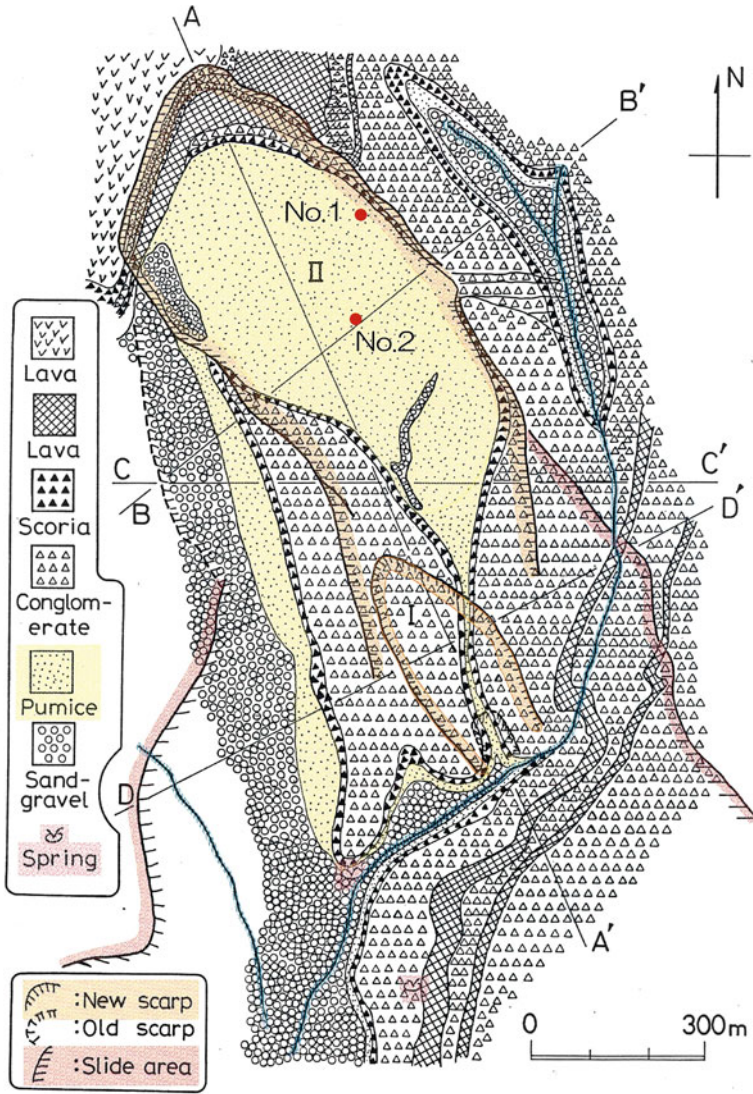 A
B'
N
No.1
II
No.2
Lava
Lava
Scoria
Conglom-
erate
Pumice
Sand-
gravel
Spring
C
C'
B
D'
I
D
A'
:New scarp
:Old scarp
:Slide area
0
300m